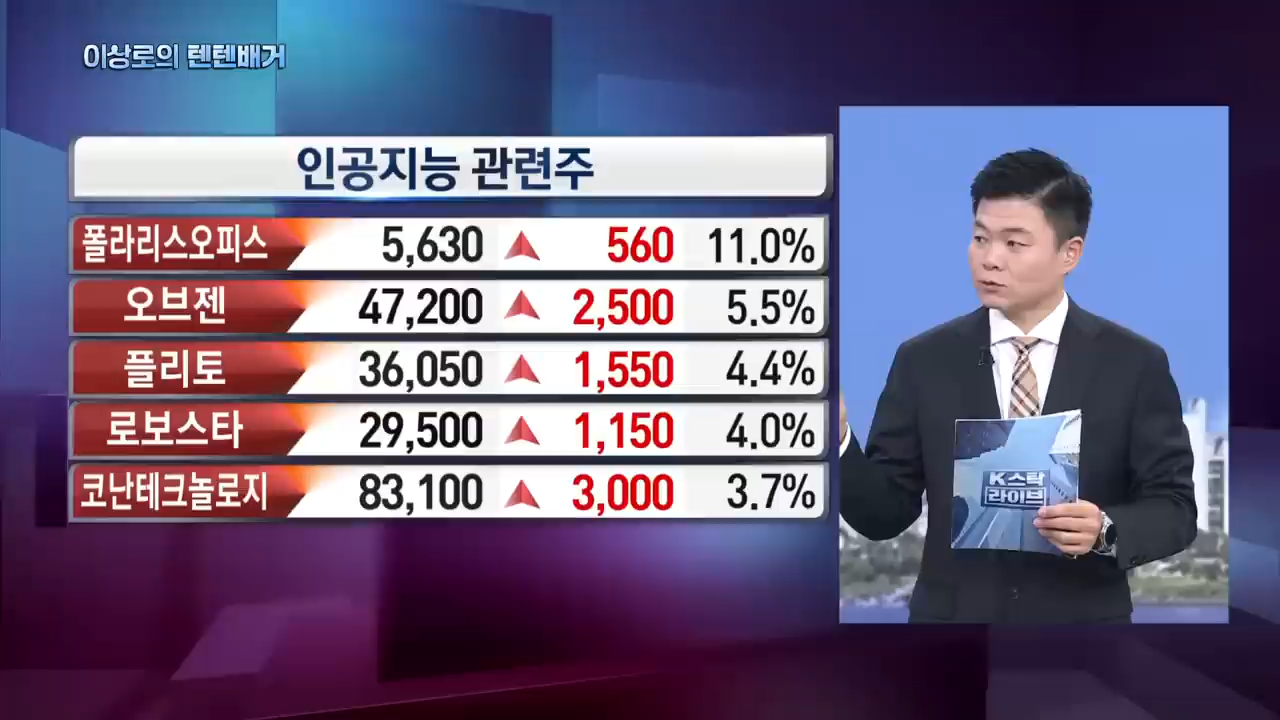 이상로의 텐텐배거
인공지능 관련주
폴라리스오피스 5,630 ▲ 560 11.0%
오브젠 47,200 ▲ 2,500 5.5%
플리토 36,050 ▲ 1,550 4.4%
로보스타 29,500 ▲ 1,150 4.0%
코난테크놀로지 83,100 ▲ 3,000 3.7%
K스탁
라이브